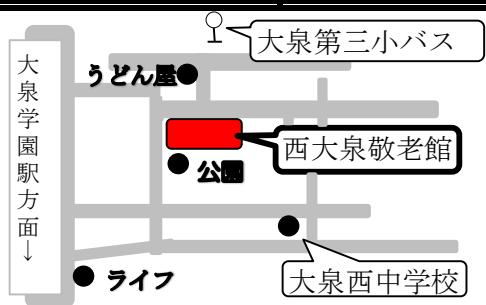 大泉第三小バス
うどん屋
大泉学園駅方面↓
西大泉敬老館
公園
大泉西中学校
ライフ